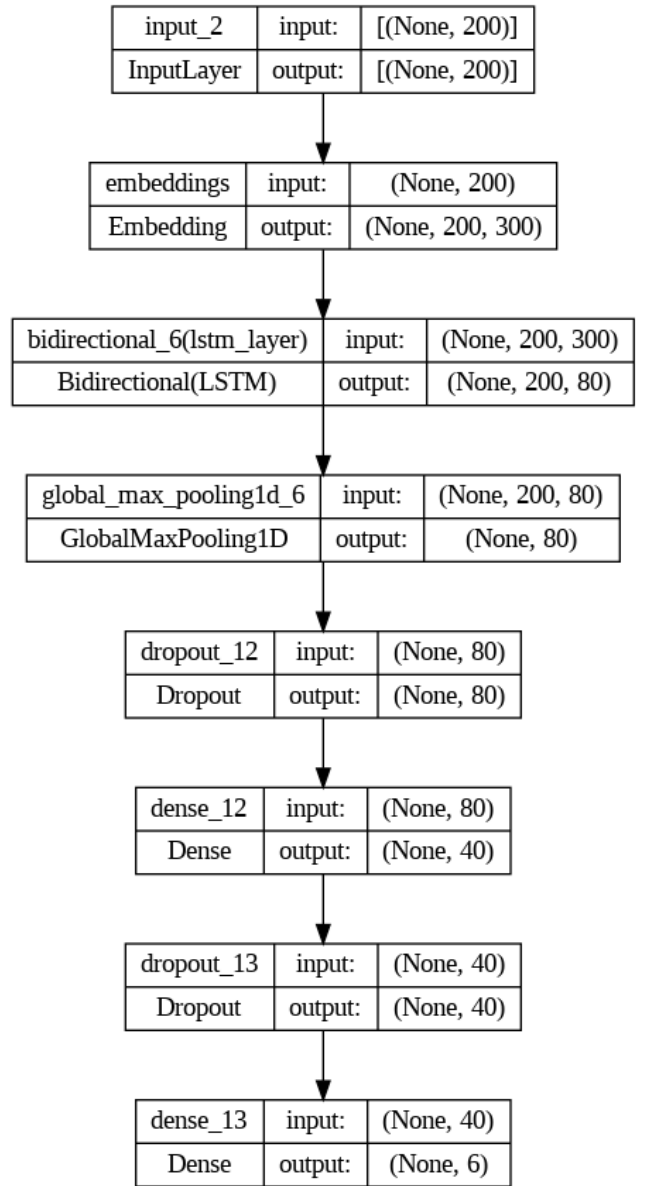 input_2 input: [(None, 200)]
InputLayer output: [(None, 200)]
embeddings input: (None, 200)
Embedding output: (None, 200, 300)
bidirectional_6(lstm_layer) input: (None, 200, 300)
Bidirectional(LSTM) output: (None, 200, 80)
global_max_pooling1d_6 input: (None, 200, 80)
GlobalMaxPooling1D output: (None, 80)
dropout_12 input: (None, 80)
Dropout output: (None, 80)
dense_12 input: (None, 80)
Dense output: (None, 40)
dropout_13 input: (None, 40)
Dropout output: (None, 40)
dense_13 input: (None, 40)
Dense output: (None, 6)